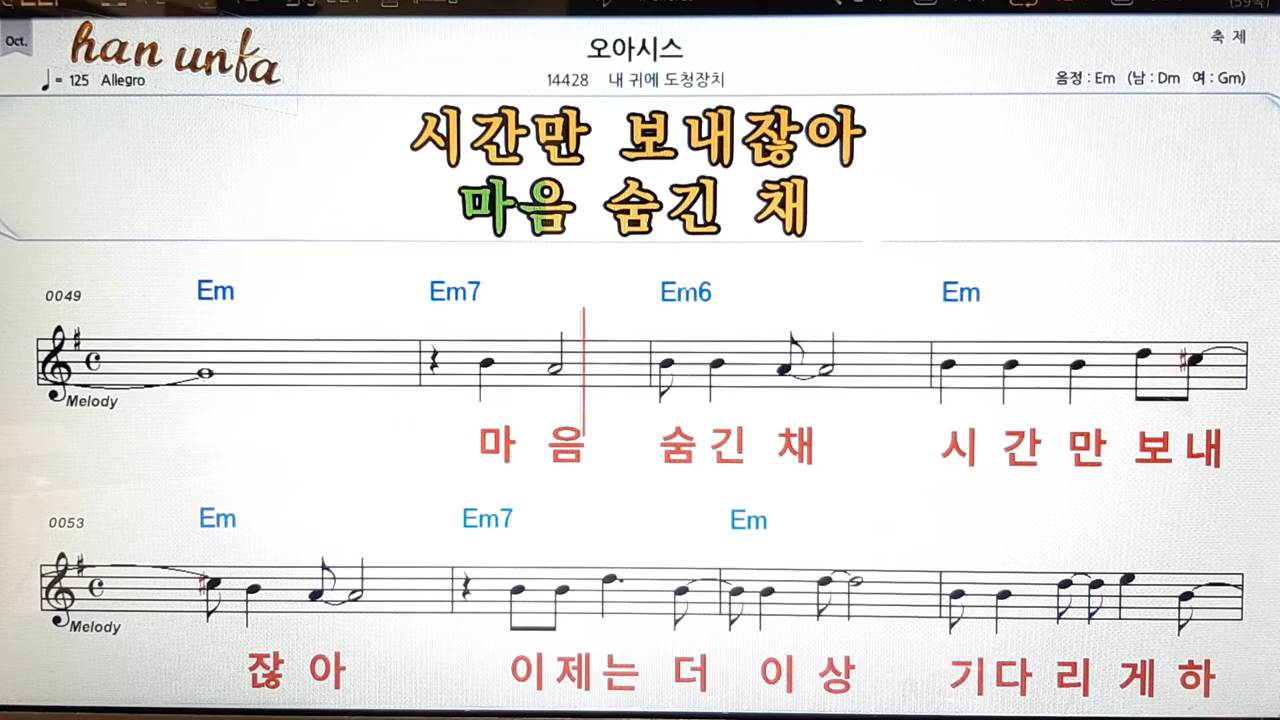 Oct.
han unfa
오아시스
축 제
♩= 125 Allegro
14428 내 귀에 도청장치
음정 : Em (남 : Dm 여 : Gm)
시간만 보내잖아
마음 숨긴 채
0049 Em Em7 Em6 Em
Melody
마 음 숨 긴 채 시 간 만 보 내
0053 Em Em7 Em
Melody
잖 아 이 제 는 더 이 상 기 다 리 게 하